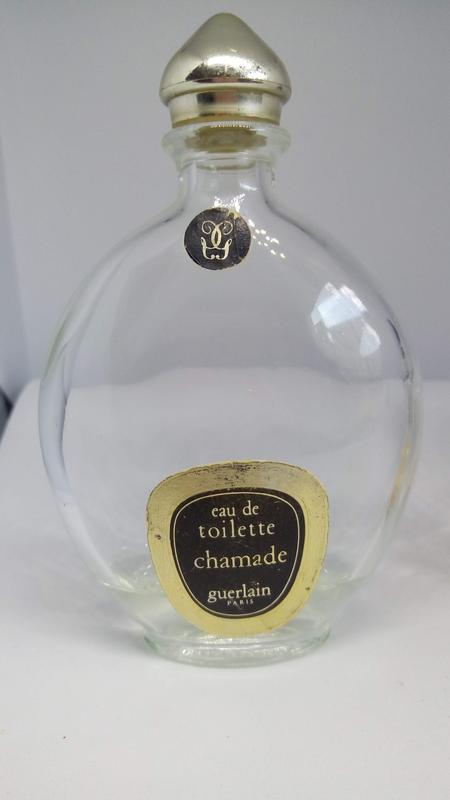 eau de
toilette
chamade
guerlain
PARIS